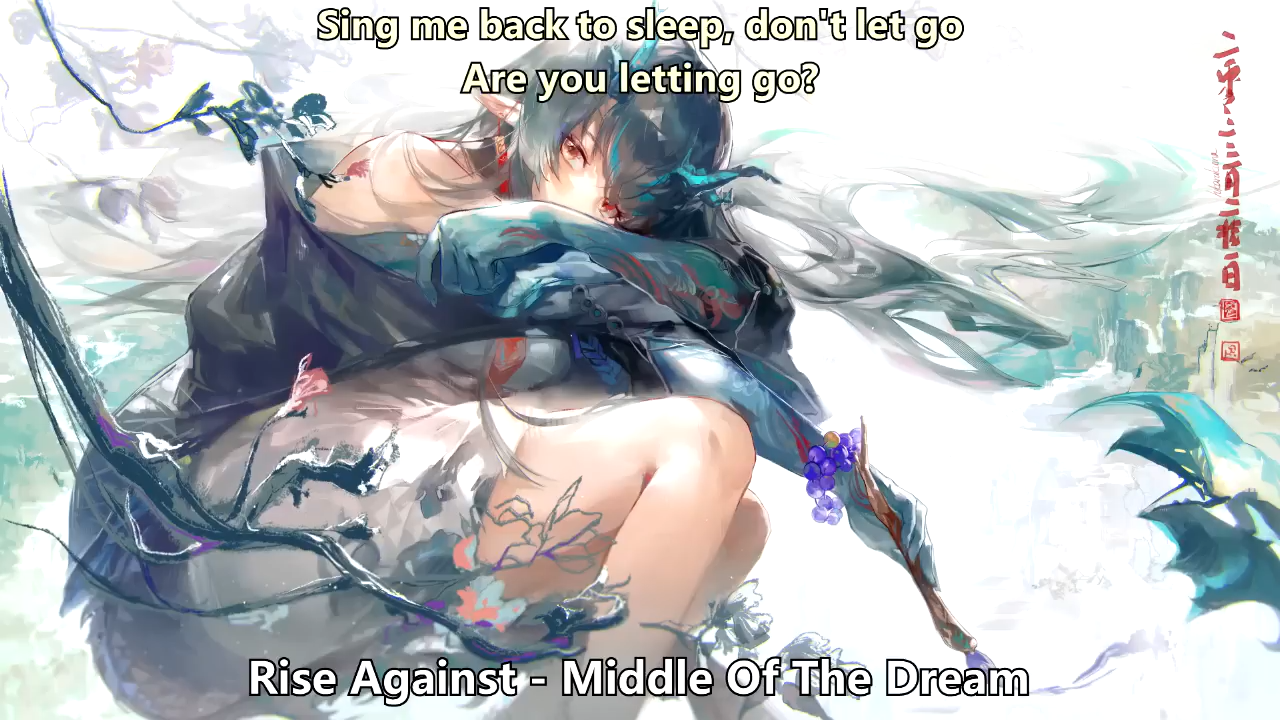 Sing me back to sleep, don't let go
Are you letting go?
Rise Against - Middle Of The Dream